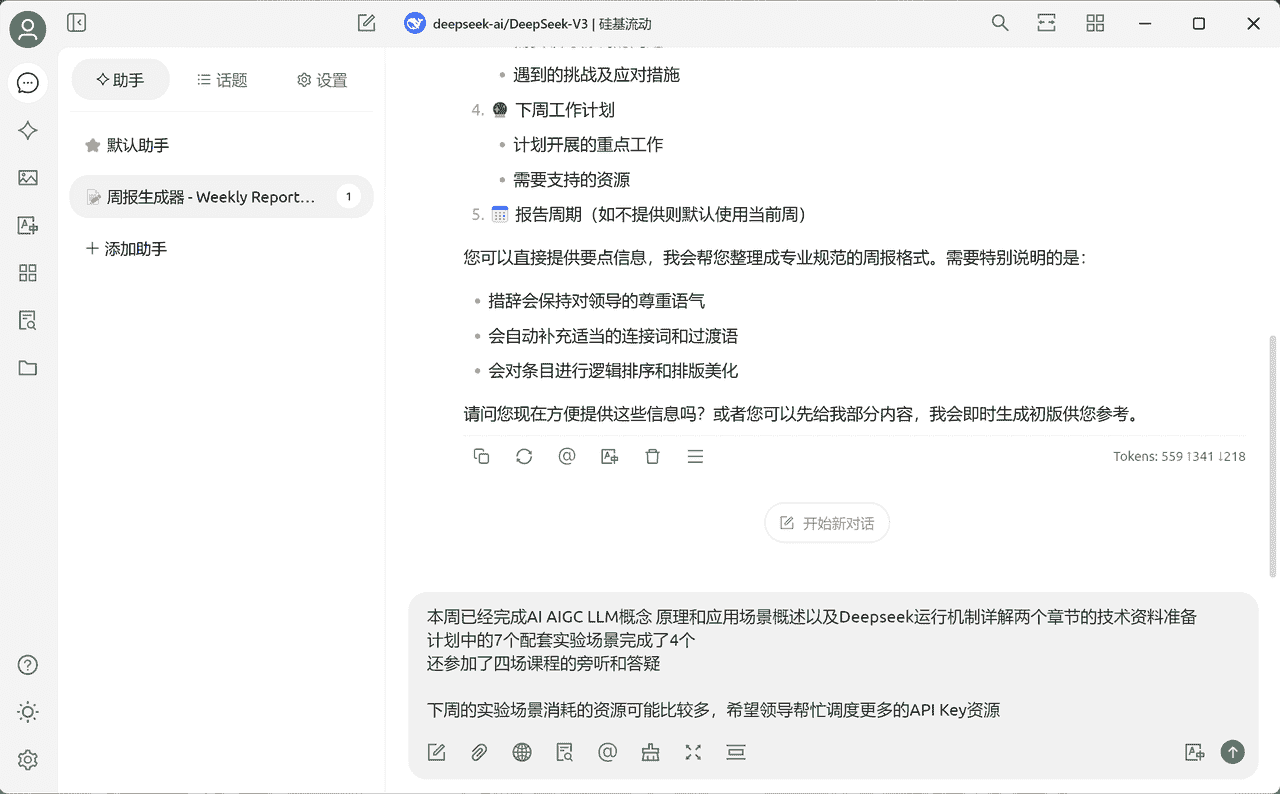 deepseek-ai/DeepSeek-V3 | 硅基流动
助手
话题
设置
默认助手
周报生成器 - Weekly Report...
1
添加助手
遇到的挑战及应对措施
4. 下周工作计划
计划开展的重点工作
需要支持的资源
5. 报告周期（如不提供则默认使用当前周）
您可以直接提供要点信息，我会帮您整理成专业规范的周报格式。需要特别说明的是：
措辞会保持对领导的尊重语气
会自动补充适当的连接词和过渡语
会对条目进行逻辑排序和排版美化
请问您现在方便提供这些信息吗？或者您可以先给我部分内容，我会即时生成初版供您参考。
Tokens: 559 ↑341 ↓218
开始新对话
本周已经完成AI AIGC LLM概念 原理和应用场景概述以及Deepseek运行机制详解两个章节的技术资料准备
计划中的7个配套实验场景完成了4个
还参加了四场课程的旁听和答疑
下周的实验场景消耗的资源可能比较多，希望领导帮忙调度更多的API Key资源